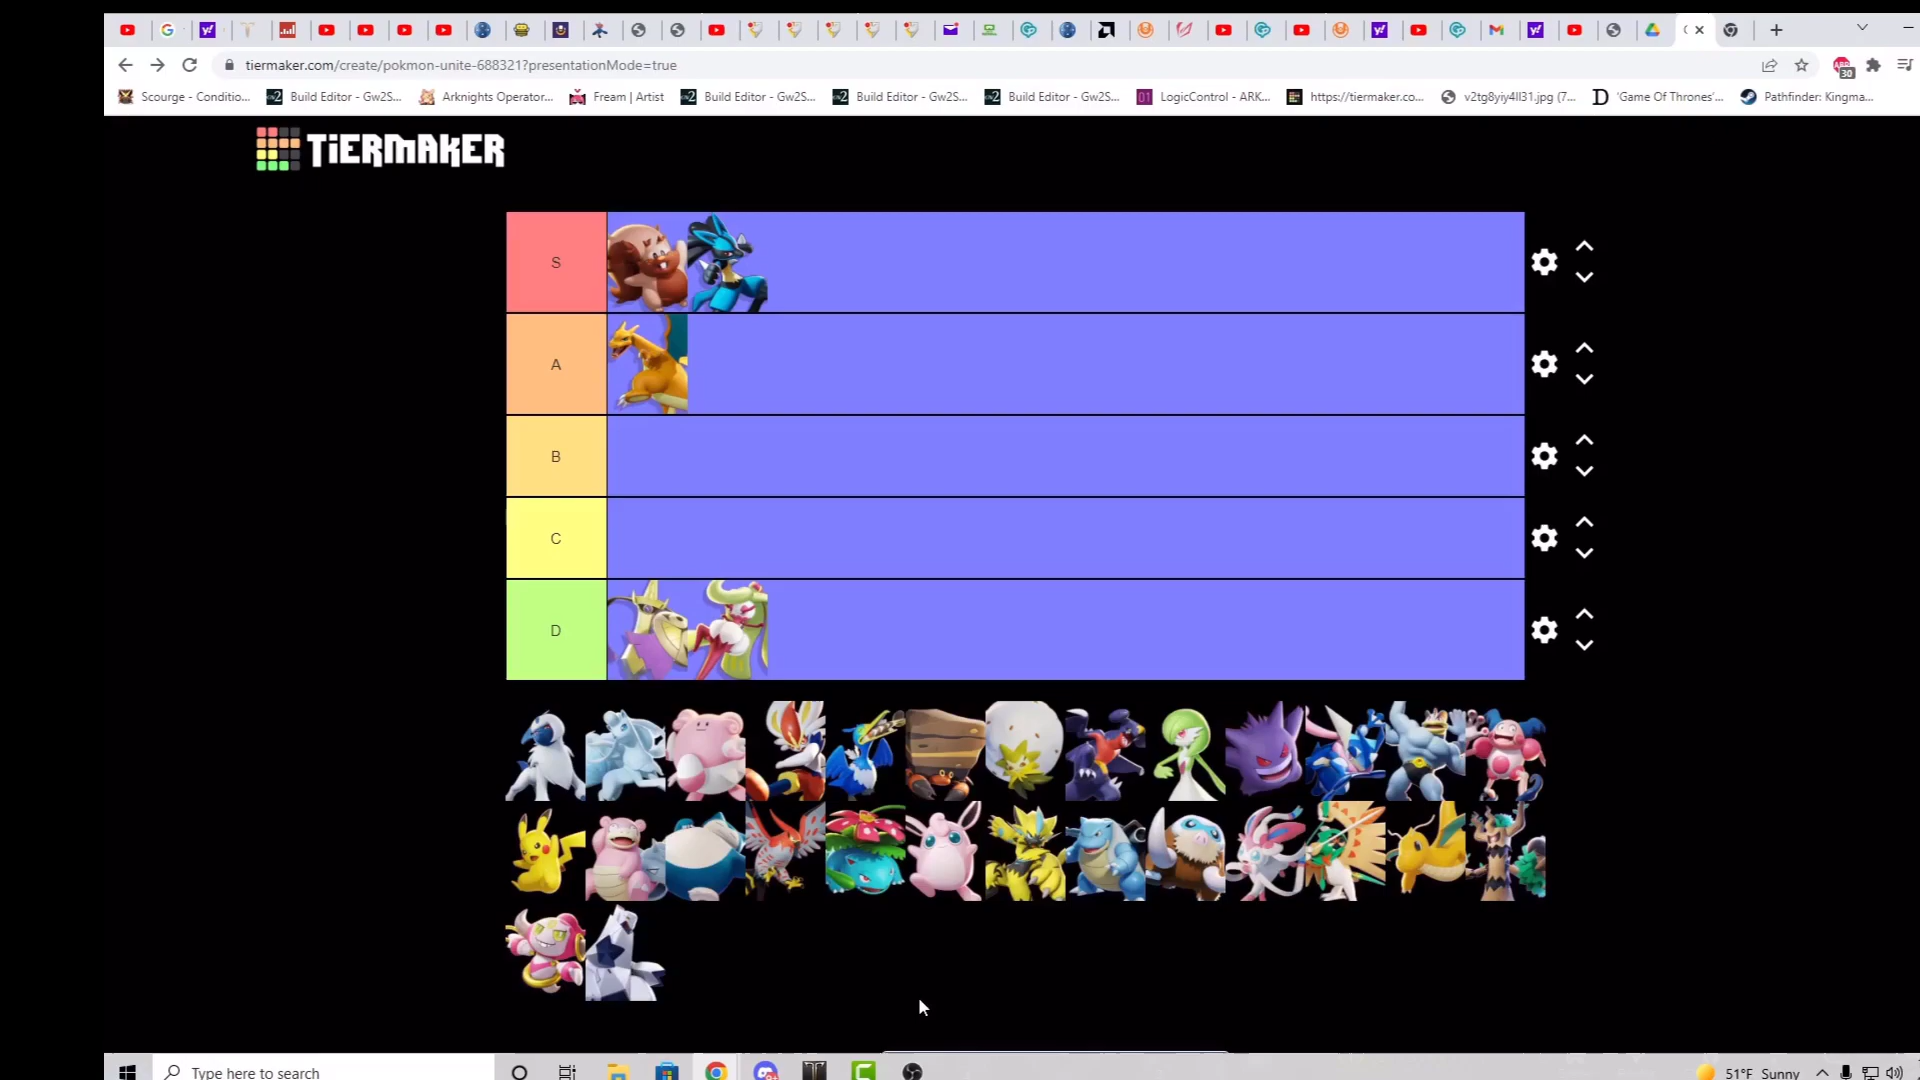 tiermaker.com/create/pokmon-unite-688321?presentationMode=true
30
Scourge - Conditio... Build Editor - Gw2S... Arknights Operator... Fream | Artist Build Editor - Gw2S... Build Editor - Gw2S... Build Editor - Gw2S... LogicControl - ARK... https://tiermaker.co... v2tg8yiy4ll31.jpg (7... 'Game Of Thrones'... Pathfinder: Kingma...
TiERMAKER
S
A
B
C
D
Type here to search
51°F Sunny